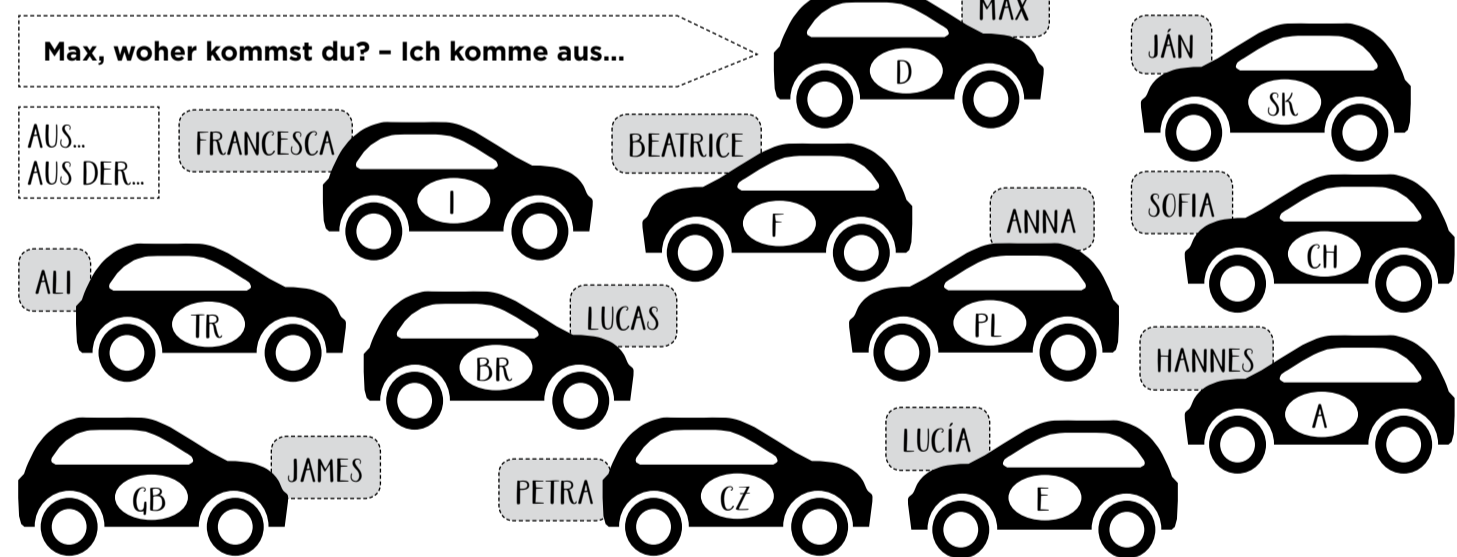 Max, woher kommst du? – Ich komme aus...
MAX
D
JÁN
SK
AUS...
AUS DER...
FRANCESCA
I
BEATRICE
F
ANNA
PL
SOFIA
CH
ALI
TR
LUCAS
BR
HANNES
A
GB
JAMES
PETRA
CZ
LUCÍA
E